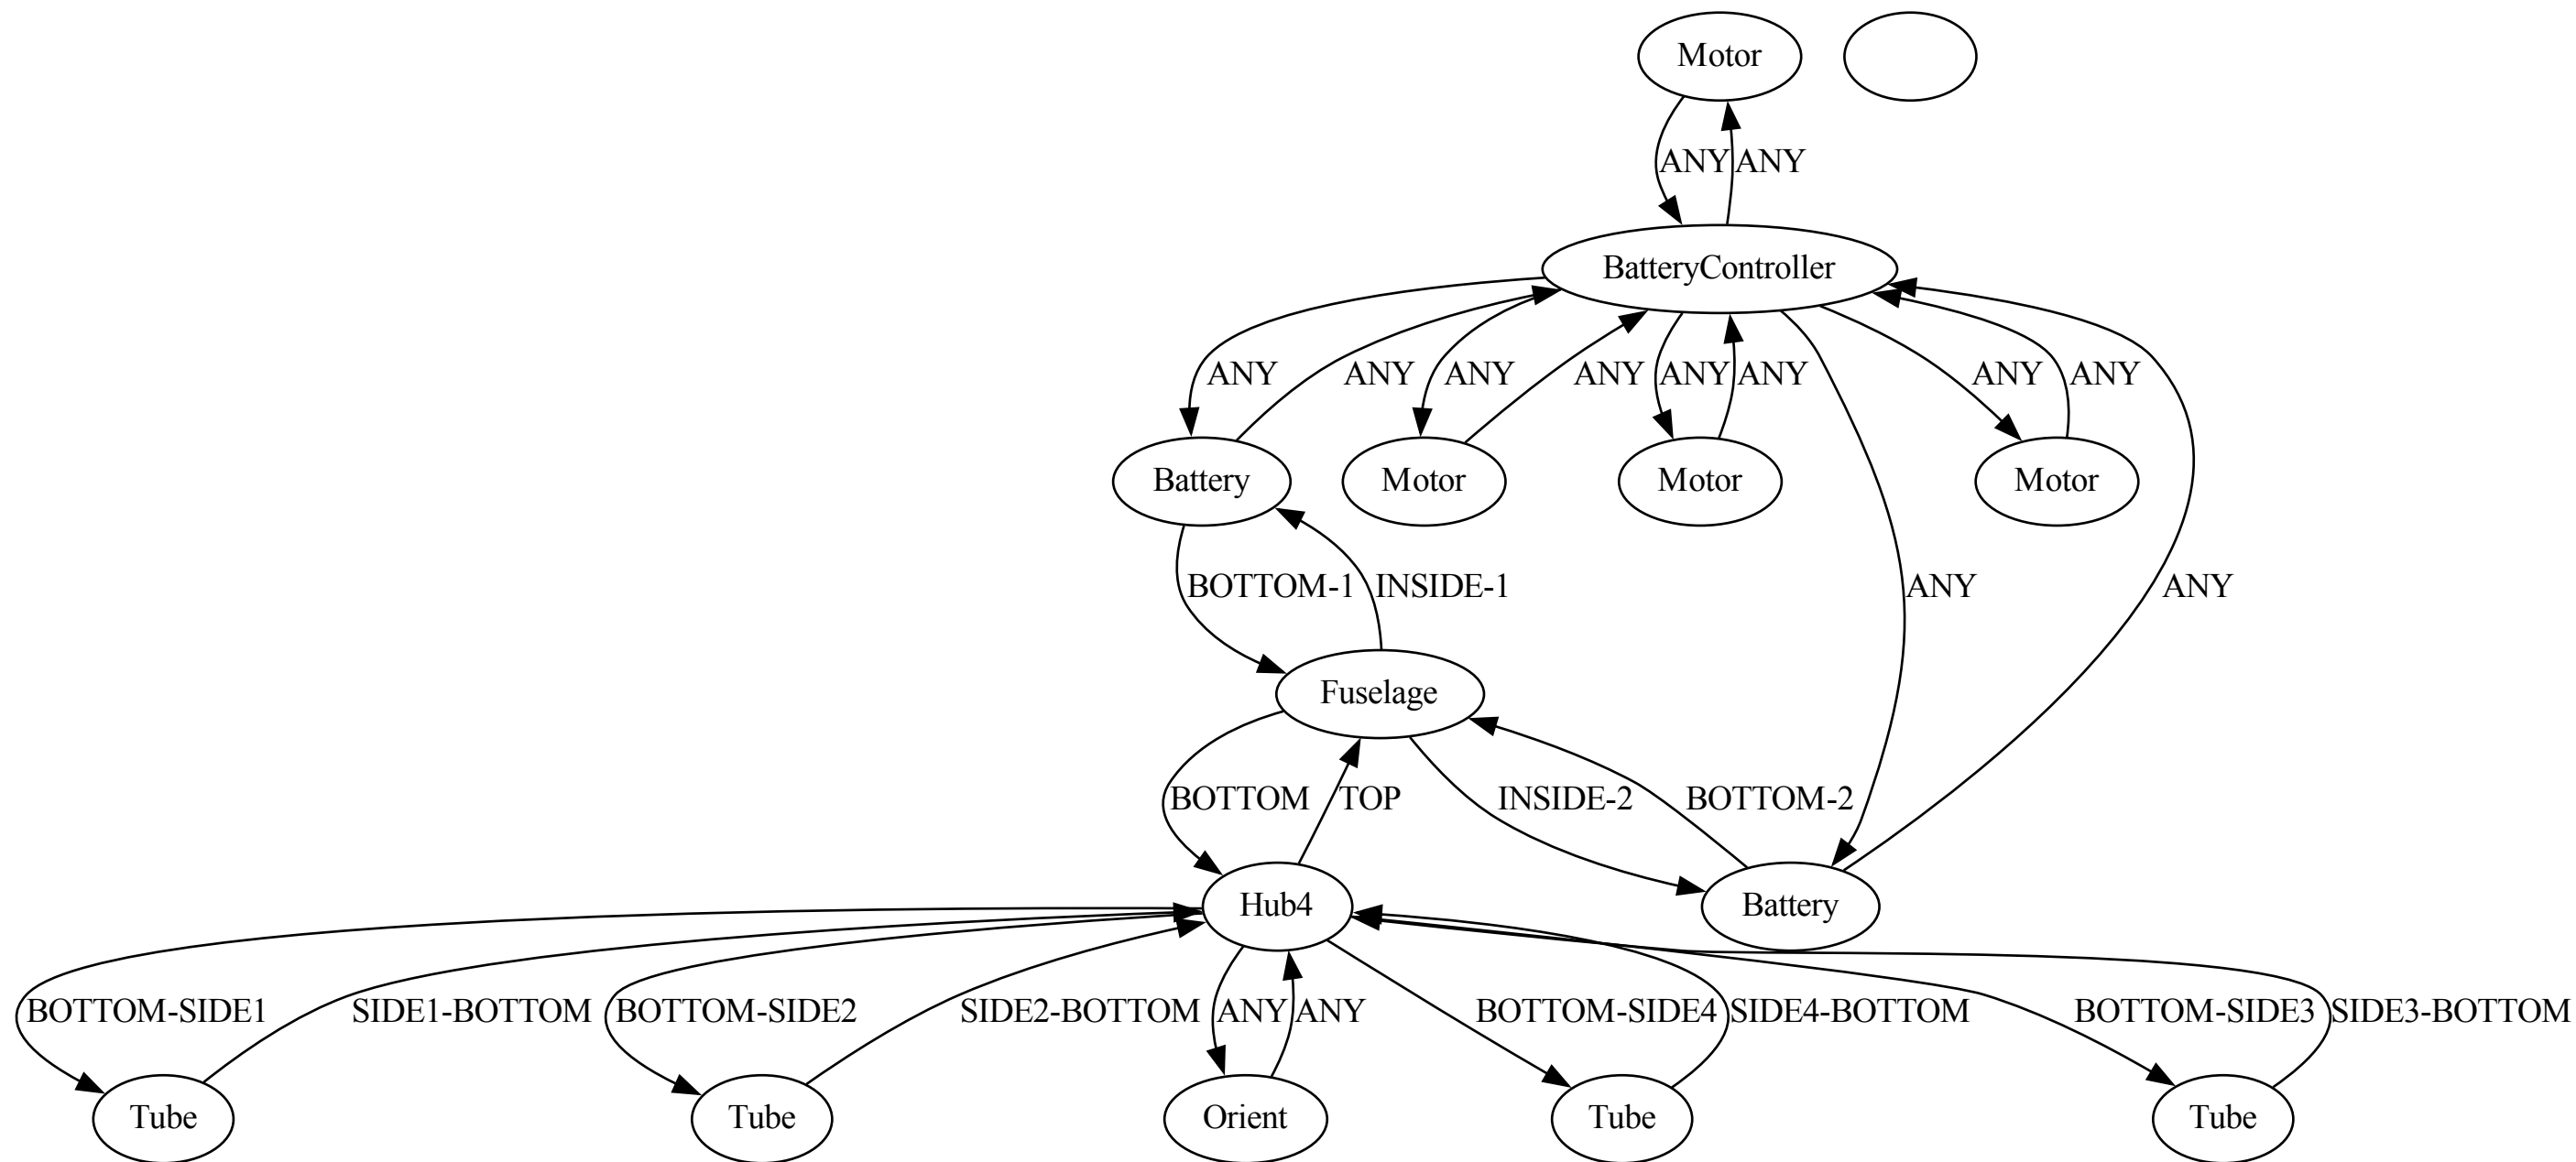 Motor
ANY
ANY
BatteryController
ANY
ANY
ANY
ANY
ANY
ANY
ANY
ANY
Battery
Motor
Motor
Motor
BOTTOM-1
INSIDE-1
ANY
ANY
Fuselage
BOTTOM
TOP
INSIDE-2
BOTTOM-2
Hub4
Battery
BOTTOM-SIDE1
SIDE1-BOTTOM
BOTTOM-SIDE2
SIDE2-BOTTOM
ANY
ANY
BOTTOM-SIDE4
SIDE4-BOTTOM
BOTTOM-SIDE3
SIDE3-BOTTOM
Tube
Tube
Orient
Tube
Tube